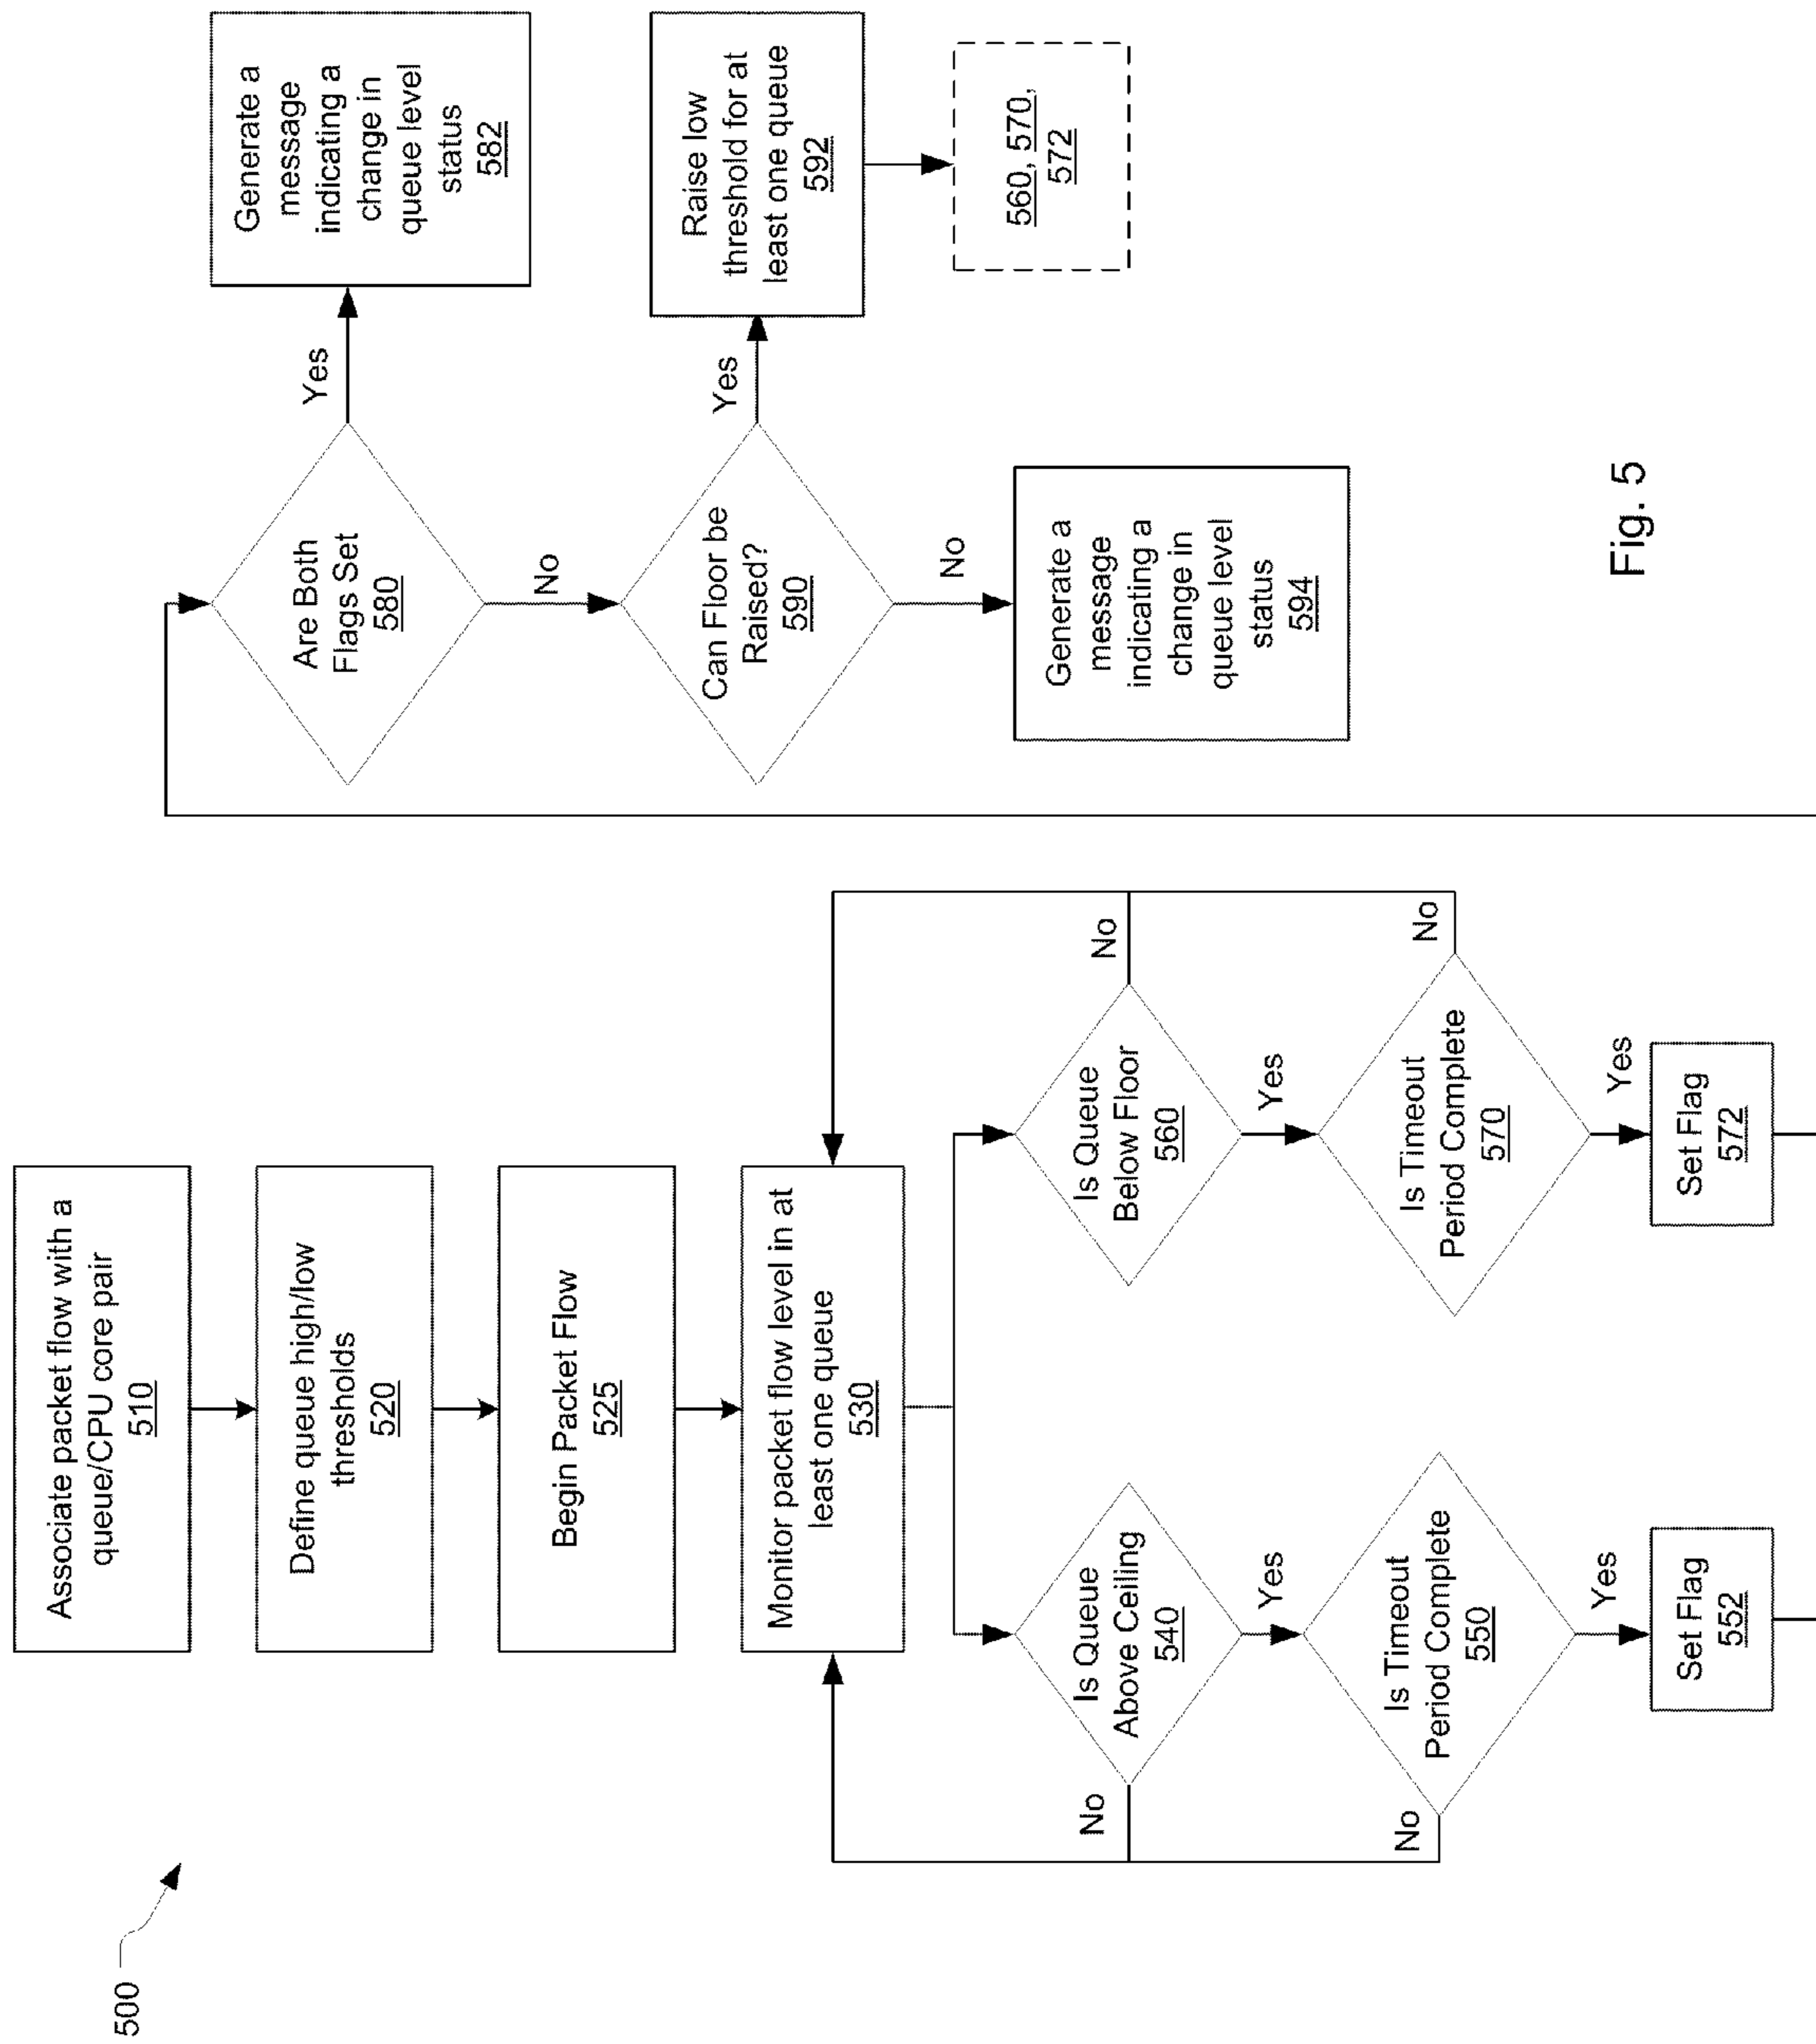 500
Associate packet flow with a
queue/CPU core pair
510
Define queue high/low
thresholds
520
Begin Packet Flow
525
Monitor packet flow level in at
least one queue
530
Is Queue
Above Ceiling
540
No
Yes
Is Timeout
Period Complete
550
No
Yes
Set Flag
552
Is Queue
Below Floor
560
No
Yes
Is Timeout
Period Complete
570
No
Yes
Set Flag
572
Are Both
Flags Set
580
Yes
Generate a
message
indicating a
change in
queue level
status
582
No
Can Floor be
Raised?
590
Yes
Raise low
threshold for at
least one queue
592
560, 570,
572
No
Generate a
message
indicating a
change in
queue level
status
594
Fig. 5